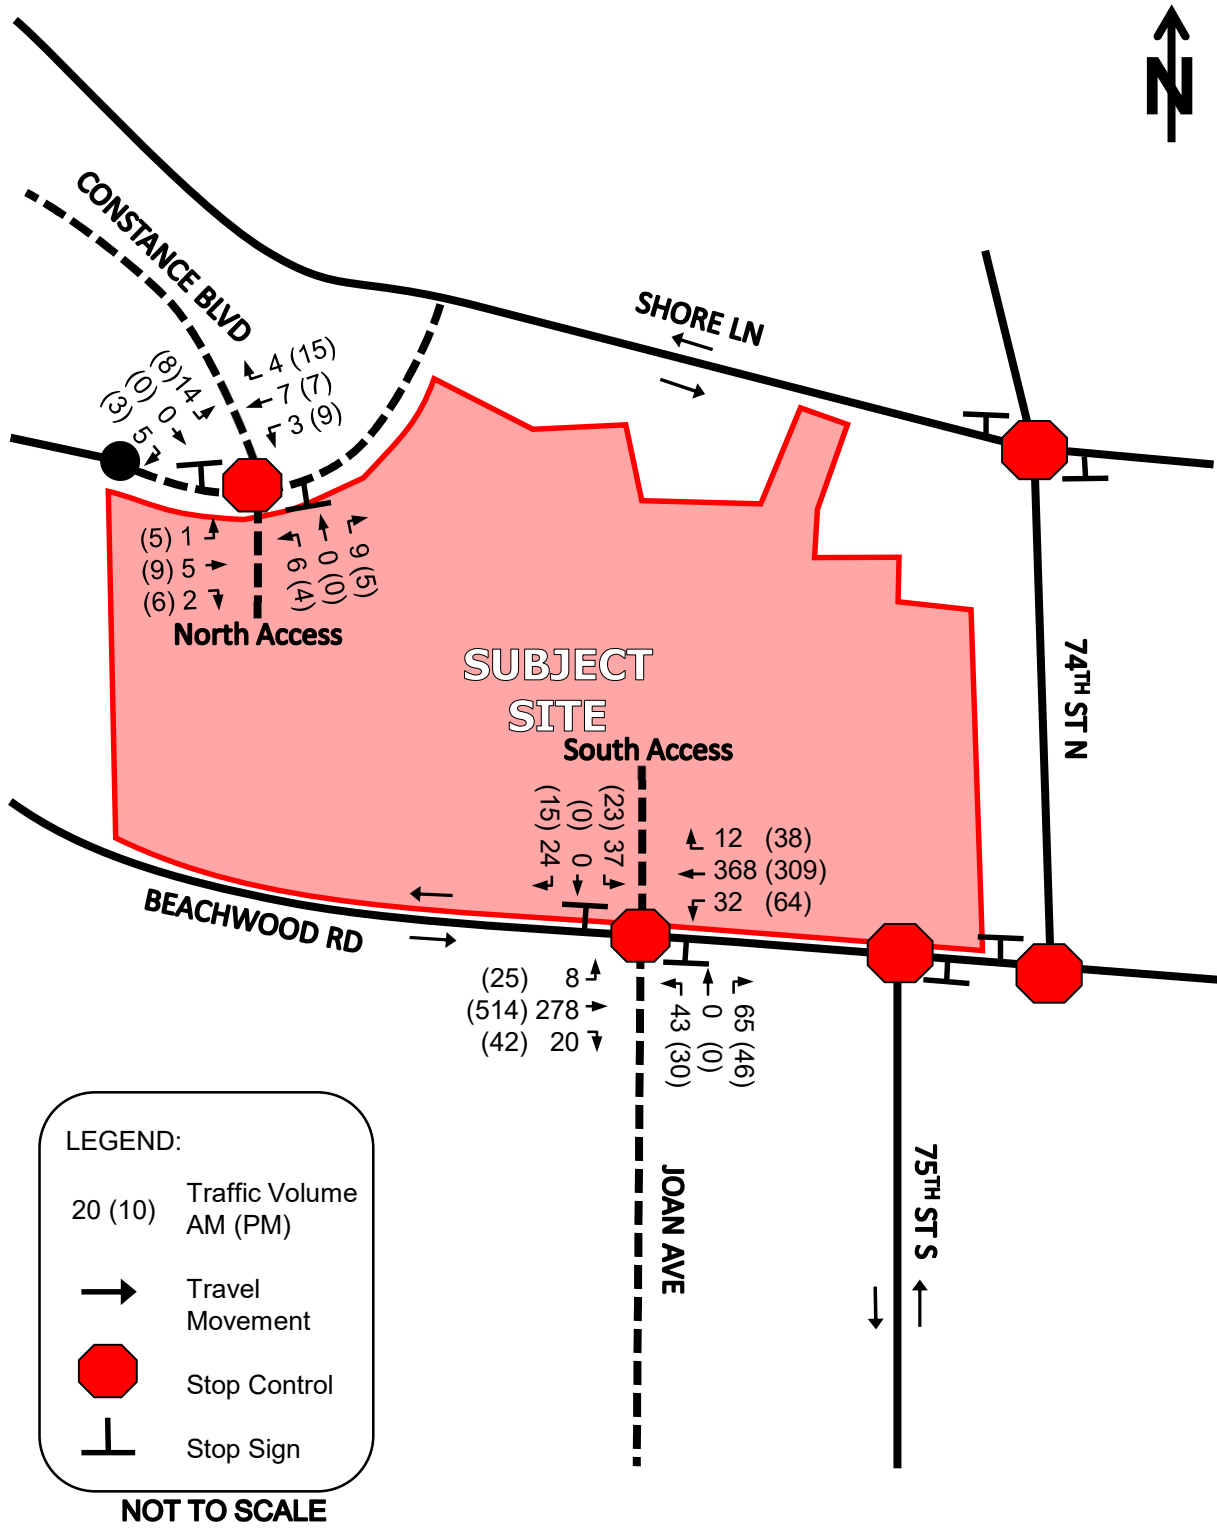 N
CONSTANCE BLVD
SHORE LN
4 (15)
7 (7)
3 (9)
(8) 14
(0) 0
(3) 5
(5) 1
(9) 5
(6) 2
6 (4)
0 (0)
9 (5)
North Access
SUBJECT
SITE
South Access
74TH ST N
(15) 24
(0) 0
(23) 37
12 (38)
368 (309)
32 (64)
BEACHWOOD RD
(25) 8
(514) 278
(42) 20
43 (30)
0 (0)
65 (46)
JOAN AVE
75TH ST S
LEGEND:
20 (10)
Traffic Volume
AM (PM)
Travel
Movement
Stop Control
Stop Sign
NOT TO SCALE